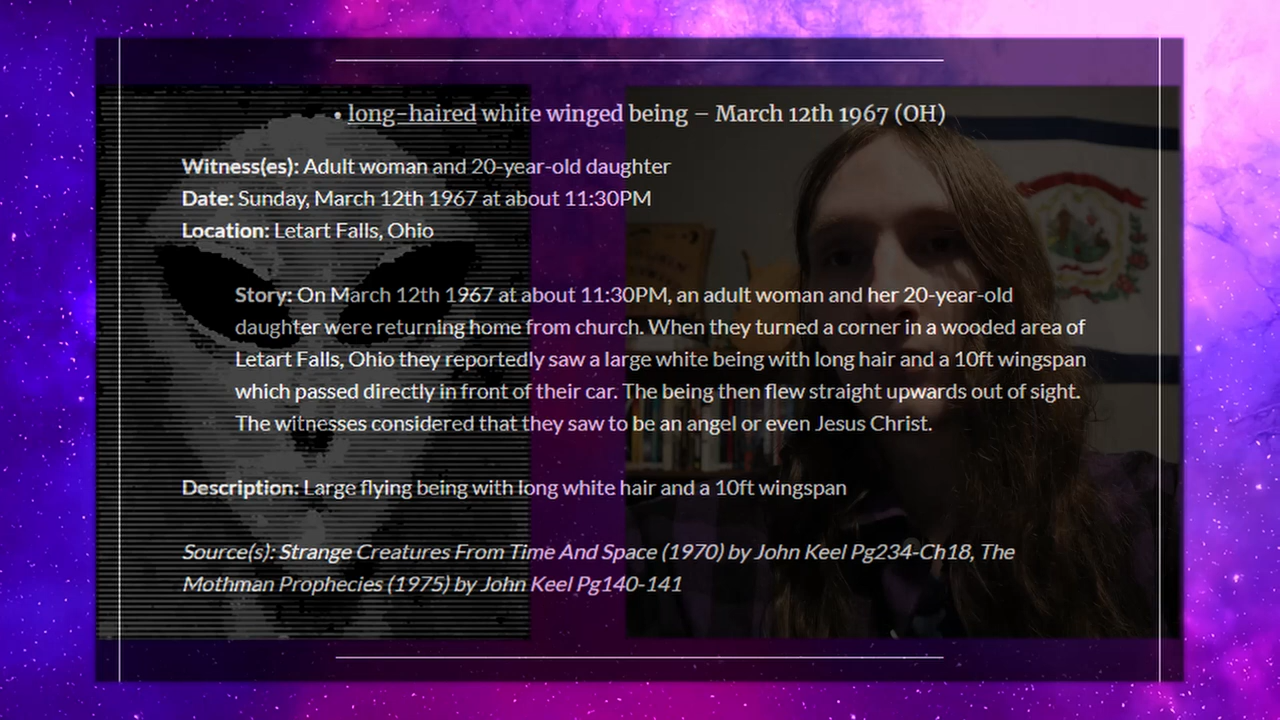 • long-haired white winged being – March 12th 1967 (OH)
Witness(es): Adult woman and 20-year-old daughter
Date: Sunday, March 12th 1967 at about 11:30PM
Location: Letart Falls, Ohio
Story: On March 12th 1967 at about 11:30PM, an adult woman and her 20-year-old
daughter were returning home from church. When they turned a corner in a wooded area of
Letart Falls, Ohio they reportedly saw a large white being with long hair and a 10ft wingspan
which passed directly in front of their car. The being then flew straight upwards out of sight.
The witnesses considered that they saw to be an angel or even Jesus Christ.
Description: Large flying being with long white hair and a 10ft wingspan
Source(s): Strange Creatures From Time And Space (1970) by John Keel Pg234-Ch18, The
Mothman Prophecies (1975) by John Keel Pg140-141